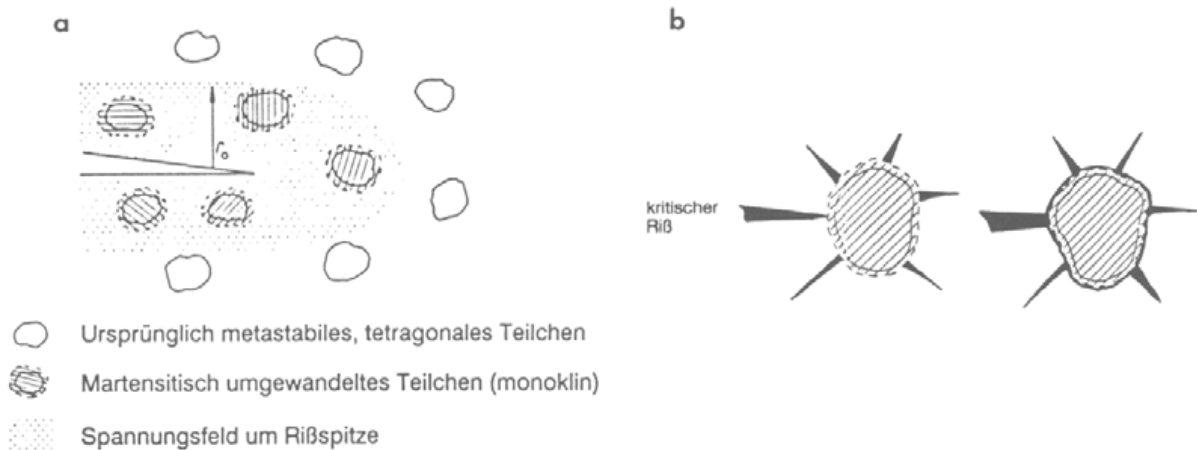 a
b
r₀
kritischer
Riß
Ursprünglich metastabiles, tetragonales Teilchen
Martensitisch umgewandeltes Teilchen (monoklin)
Spannungsfeld um Rißspitze